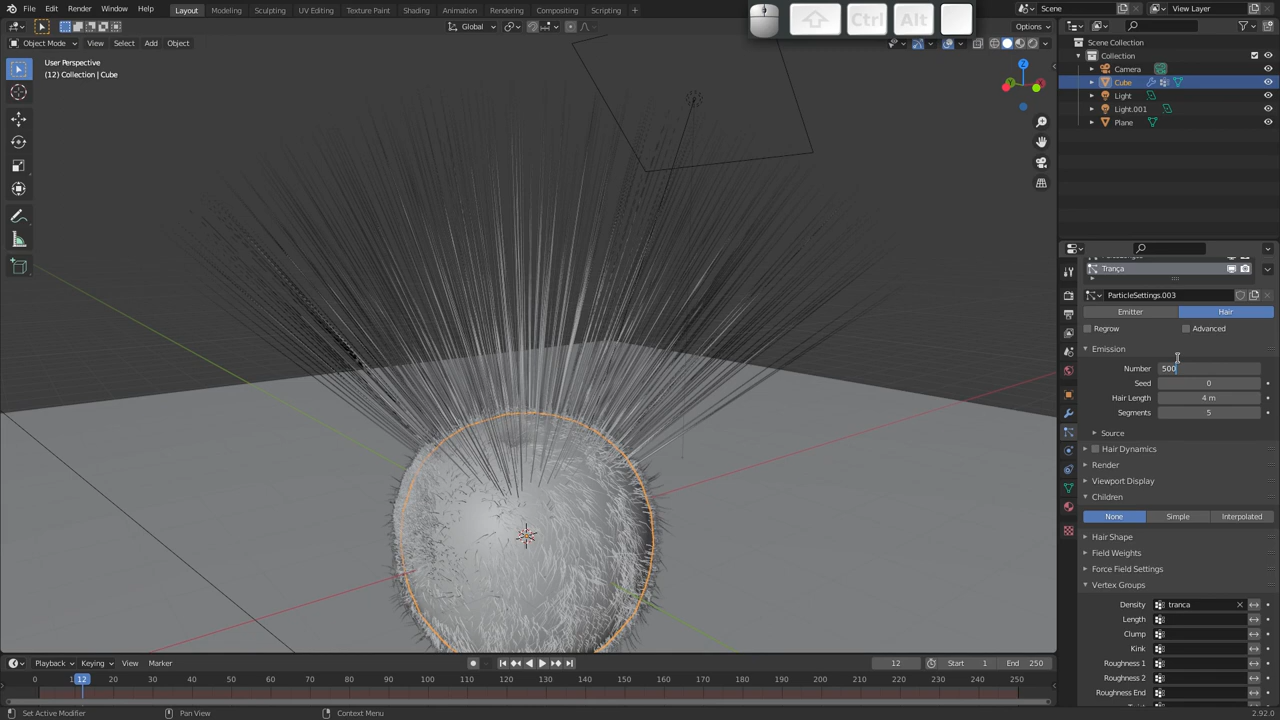 File Edit Render Window Help Layout Modeling Sculpting UV Editing Texture Paint Shading Animation Rendering Compositing Scripting Scene View Layer
Ctrl Alt
Global Options
Object Mode View Select Add Object
User Perspective
(12) Collection | Cube
Scene Collection
Collection
Camera
Cube
Light
Light.001
Plane
Trança
ParticleSettings.003
Emitter Hair
Regrow Advanced
Emission
Number 500
Seed 0
Hair Length 4 m
Segments 5
Source
Hair Dynamics
Render
Viewport Display
Children
None Simple Interpolated
Hair Shape
Field Weights
Force Field Settings
Vertex Groups
Density tranca
Length
Clump
Kink
Roughness 1
Roughness 2
Roughness End
Playback Keying View Marker 12 Start 1 End 250
0 12 20 30 40 50 60 70 80 90 100 110 120 130 140 150 160 170 180 190 200 210 220 230 240 250
Set Active Modifier Pan View Context Menu 2.92.0